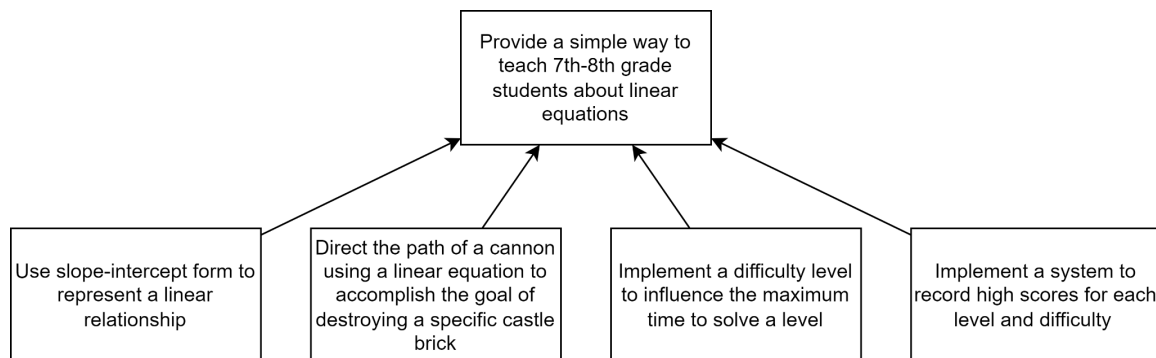 Provide a simple way to
teach 7th-8th grade
students about linear
equations
Use slope-intercept form to
represent a linear
relationship
Direct the path of a cannon
using a linear equation to
accomplish the goal of
destroying a specific castle
brick
Implement a difficulty level
to influence the maximum
time to solve a level
Implement a system to
record high scores for each
level and difficulty